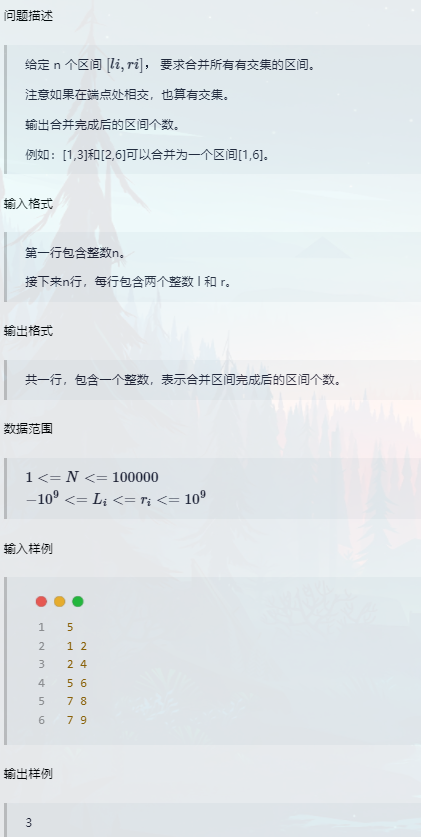 问题描述
给定 n 个区间 [li, ri]， 要求合并所有有交集的区间。
注意如果在端点处相交，也算有交集。
输出合并完成后的区间个数。
例如：[1,3]和[2,6]可以合并为一个区间[1,6]。
输入格式
第一行包含整数n。
接下来n行，每行包含两个整数 l 和 r。
输出格式
共一行，包含一个整数，表示合并区间完成后的区间个数。
数据范围
1 <= N <= 100000
−10⁹ <= Lᵢ <= rᵢ <= 10⁹
输入样例
1 5
2 1 2
3 2 4
4 5 6
5 7 8
6 7 9
输出样例
3